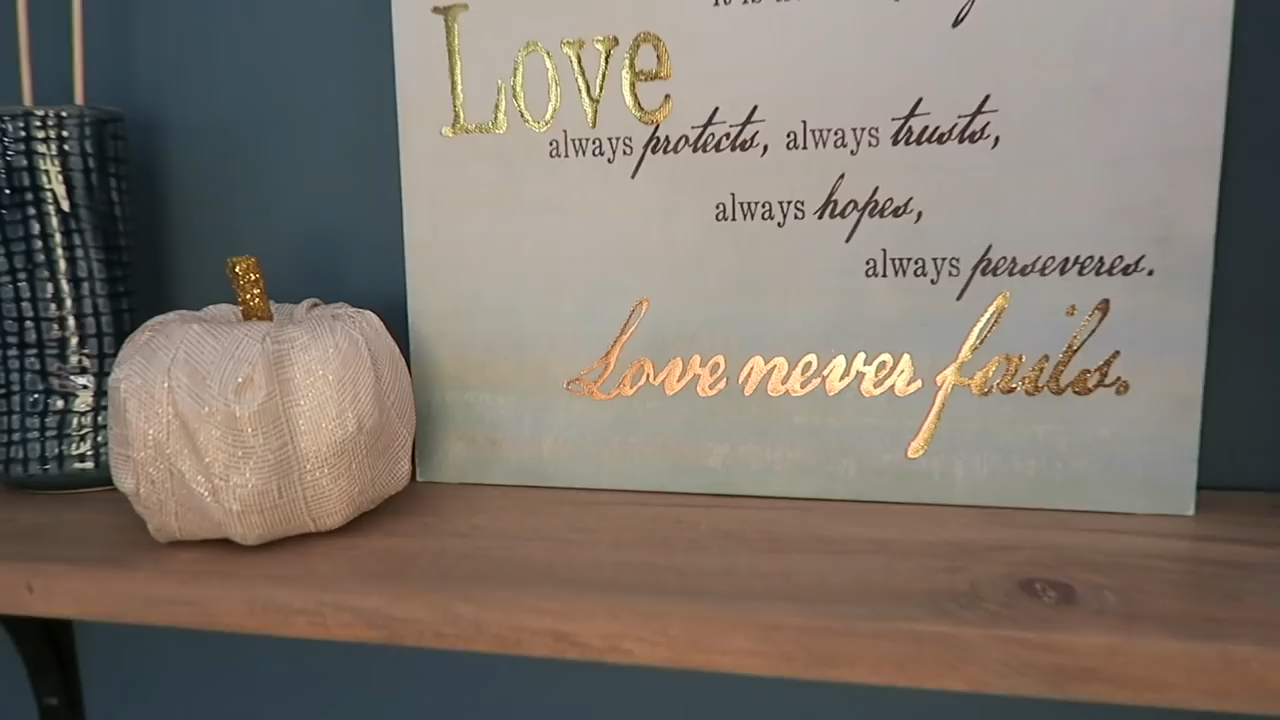 Love
always protects, always trusts,
always hopes,
always perseveres.
Love never fails.